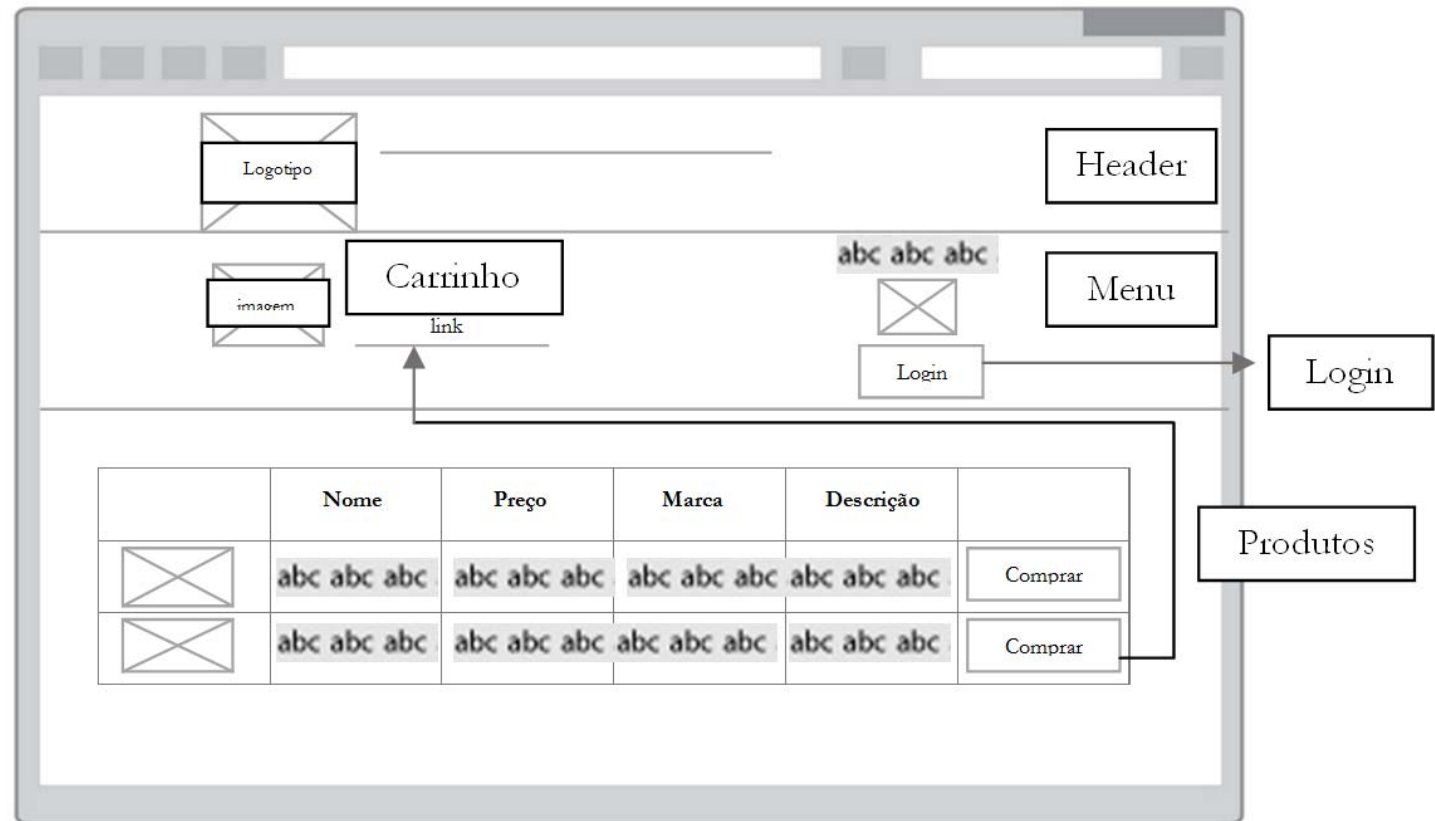 Logotipo
Header
imagem
Carrinho
link
abc abc abc
Menu
Login
Login
Nome Preço Marca Descrição
abc abc abc abc abc abc abc abc abc abc abc abc Comprar
abc abc abc abc abc abc abc abc abc abc abc abc Comprar
Produtos